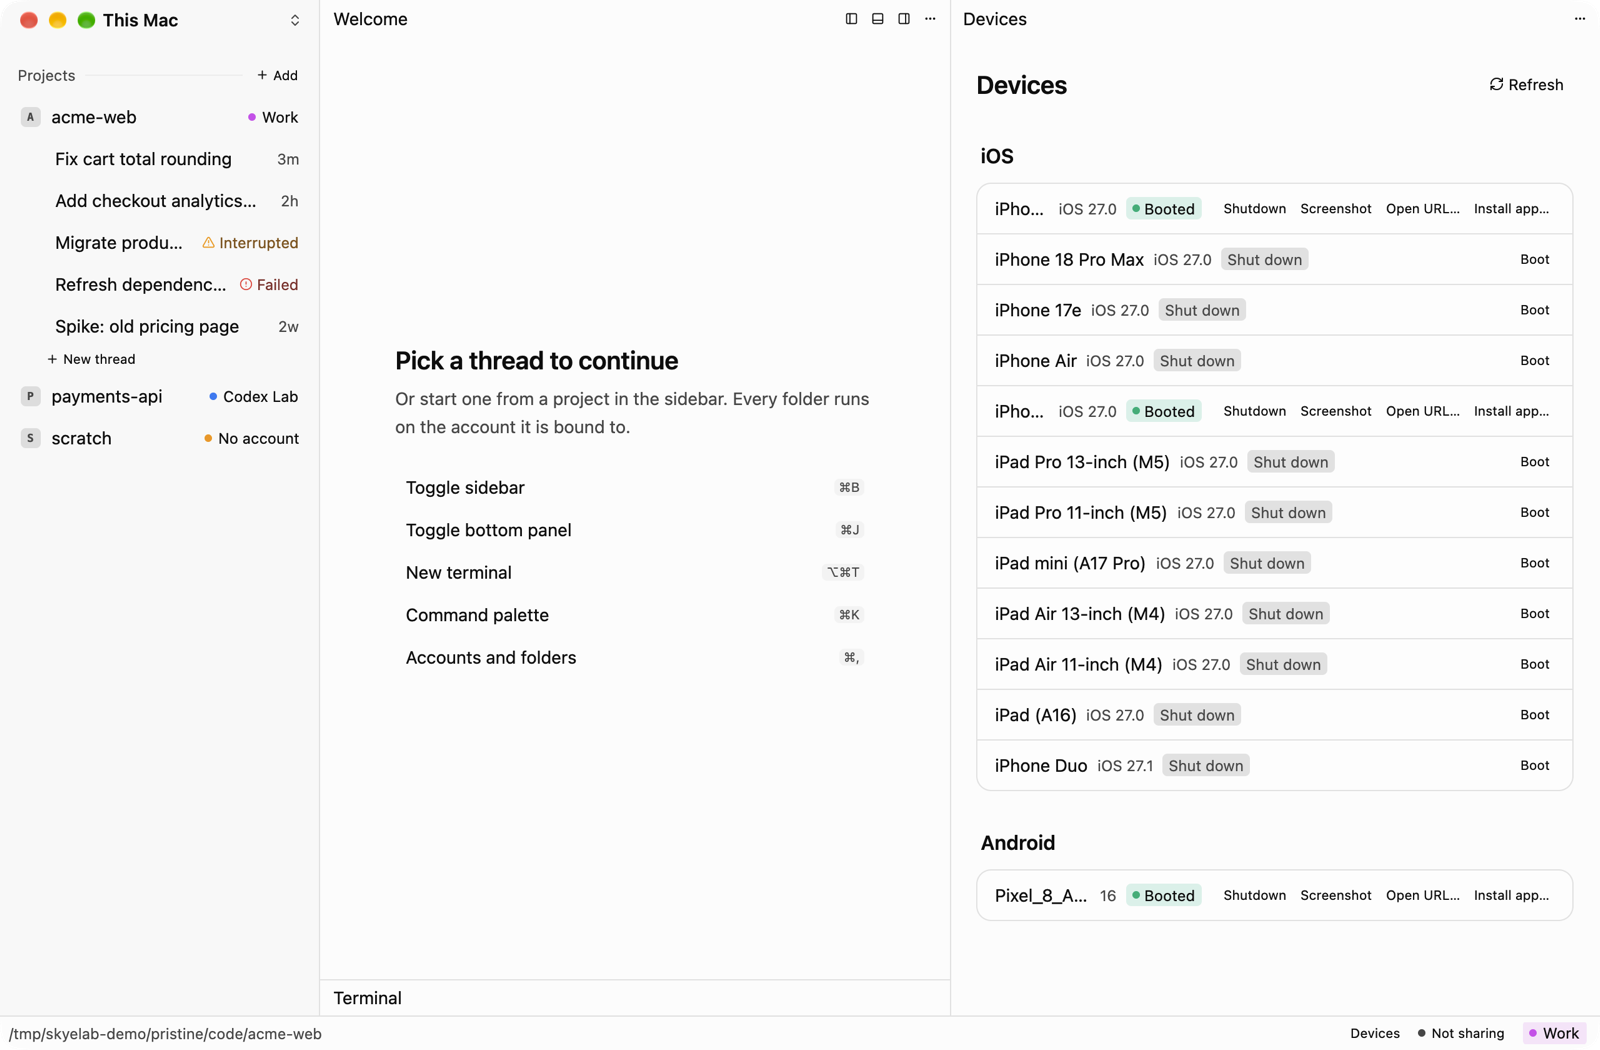 This Mac
Projects
+ Add
A acme-web Work
Fix cart total rounding 3m
Add checkout analytics... 2h
Migrate produ... Interrupted
Refresh dependenc... Failed
Spike: old pricing page 2w
+ New thread
P payments-api Codex Lab
S scratch No account
Welcome
Pick a thread to continue
Or start one from a project in the sidebar. Every folder runs
on the account it is bound to.
Toggle sidebar ⌘B
Toggle bottom panel ⌘J
New terminal ⌥⌘T
Command palette ⌘K
Accounts and folders ⌘,
Terminal
Devices
Devices Refresh
iOS
iPho... iOS 27.0 Booted Shutdown Screenshot Open URL... Install app...
iPhone 18 Pro Max iOS 27.0 Shut down Boot
iPhone 17e iOS 27.0 Shut down Boot
iPhone Air iOS 27.0 Shut down Boot
iPho... iOS 27.0 Booted Shutdown Screenshot Open URL... Install app...
iPad Pro 13-inch (M5) iOS 27.0 Shut down Boot
iPad Pro 11-inch (M5) iOS 27.0 Shut down Boot
iPad mini (A17 Pro) iOS 27.0 Shut down Boot
iPad Air 13-inch (M4) iOS 27.0 Shut down Boot
iPad Air 11-inch (M4) iOS 27.0 Shut down Boot
iPad (A16) iOS 27.0 Shut down Boot
iPhone Duo iOS 27.1 Shut down Boot
Android
Pixel_8_A... 16 Booted Shutdown Screenshot Open URL... Install app...
/tmp/skyelab-demo/pristine/code/acme-web
Devices Not sharing Work